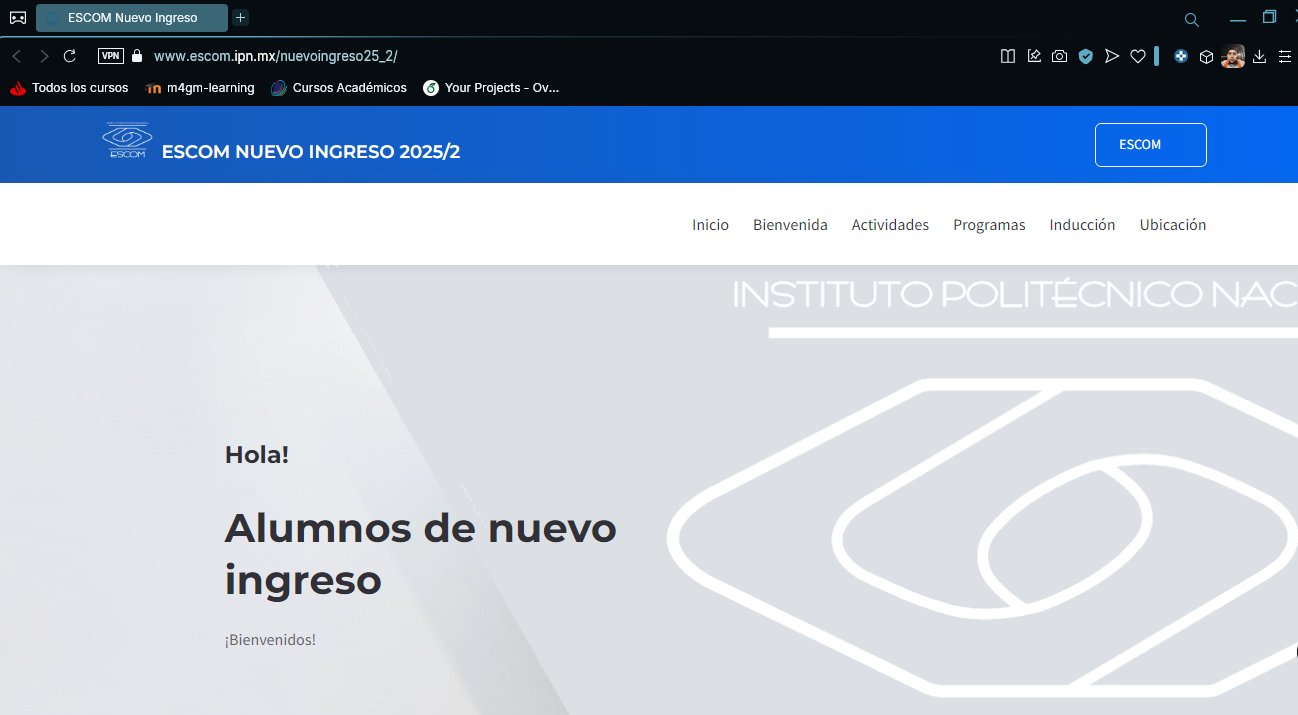 ESCOM Nuevo Ingreso
VPN
www.escom.ipn.mx/nuevoingreso25_2/
Todos los cursos
m4gm-learning
Cursos Académicos
Your Projects - Ov...
ESCOM
ESCOM NUEVO INGRESO 2025/2
ESCOM
Inicio
Bienvenida
Actividades
Programas
Inducción
Ubicación
INSTITUTO POLITÉCNICO NAC
Hola!
Alumnos de nuevo
ingreso
¡Bienvenidos!